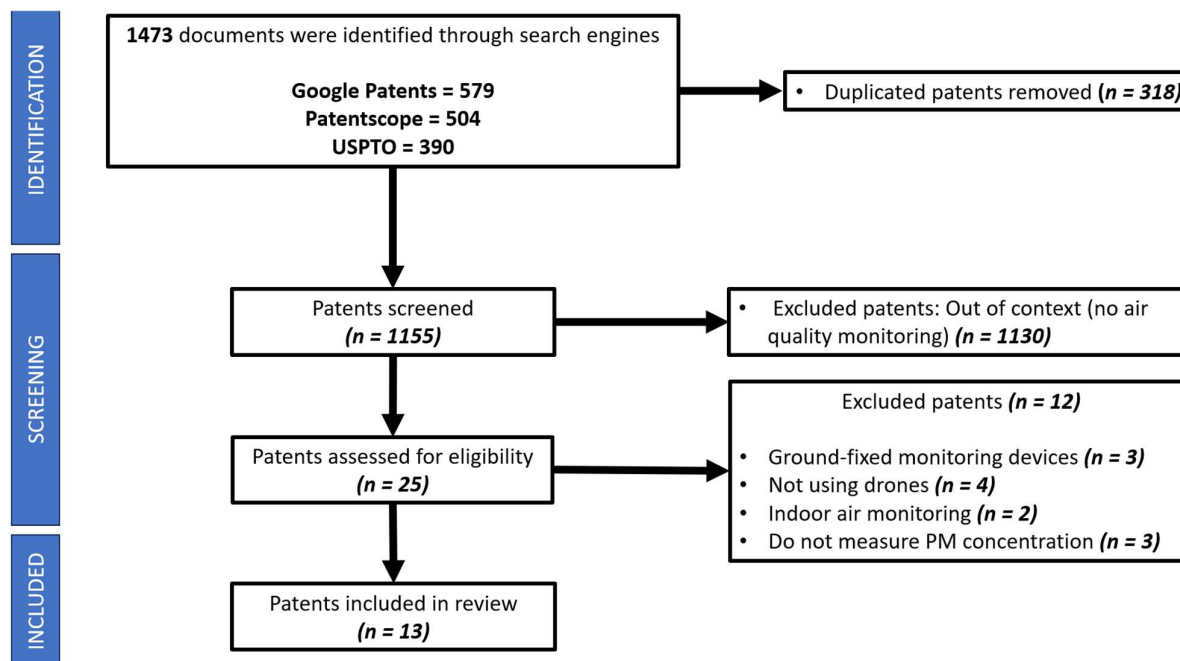 IDENTIFICATION
1473 documents were identified through search engines
Google Patents = 579
Patentscope = 504
USPTO = 390
• Duplicated patents removed (n = 318)
SCREENING
Patents screened
(n = 1155)
• Excluded patents: Out of context (no air
quality monitoring) (n = 1130)
Patents assessed for eligibility
(n = 25)
Excluded patents (n = 12)
• Ground-fixed monitoring devices (n = 3)
• Not using drones (n = 4)
• Indoor air monitoring (n = 2)
• Do not measure PM concentration (n = 3)
INCLUDED
Patents included in review
(n = 13)